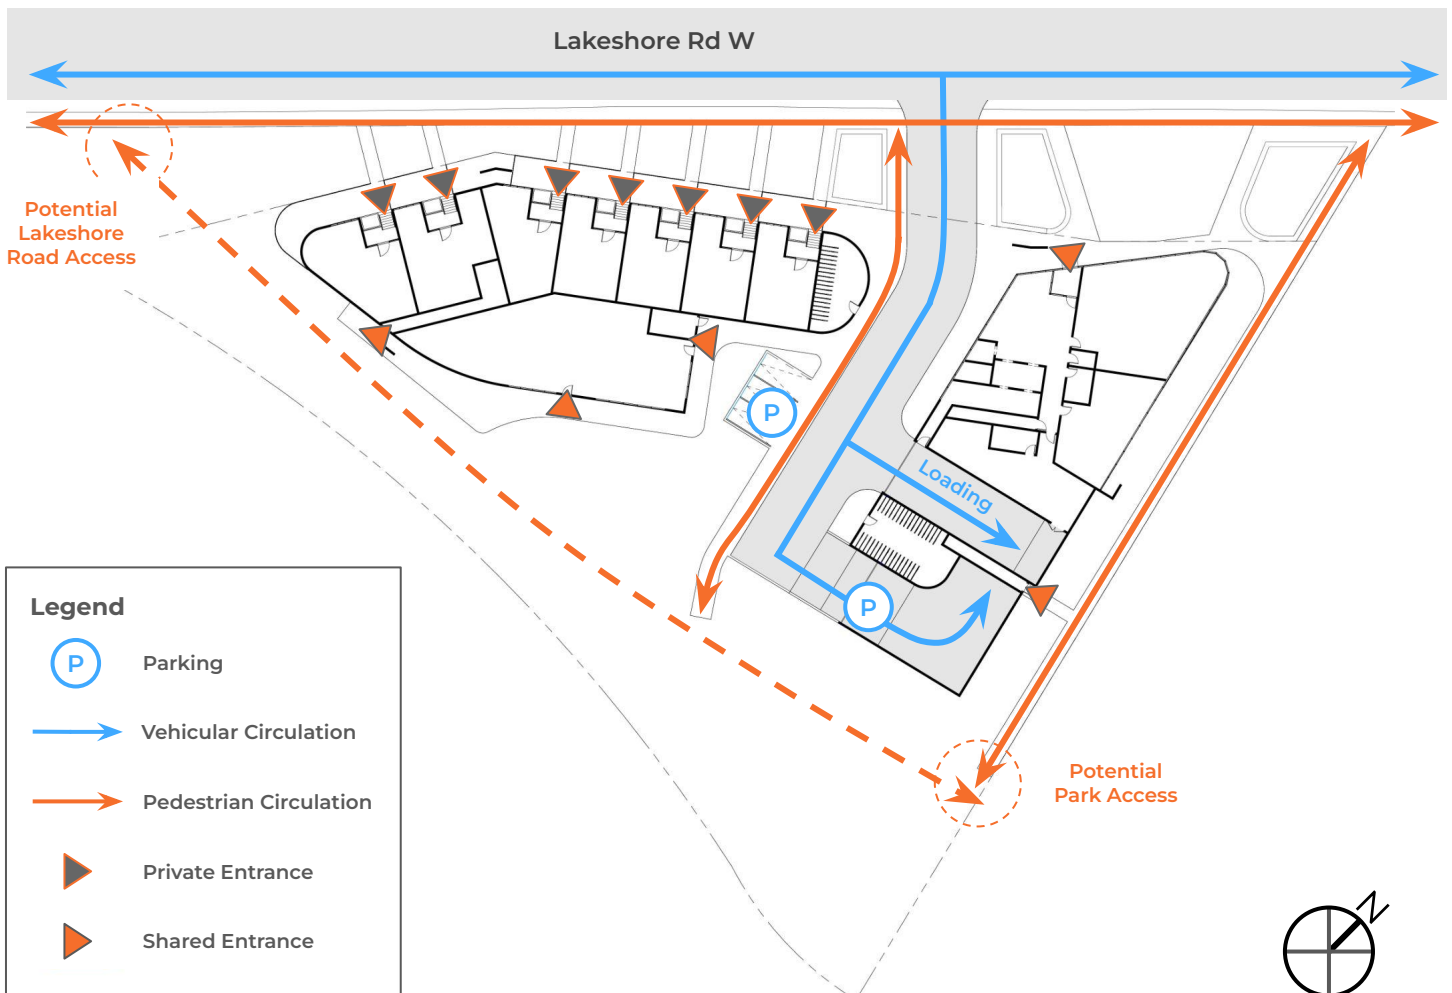 Lakeshore Rd W
Potential
Lakeshore
Road Access
P
Loading
P
Potential
Park Access
Legend
P Parking
Vehicular Circulation
Pedestrian Circulation
Private Entrance
Shared Entrance
N